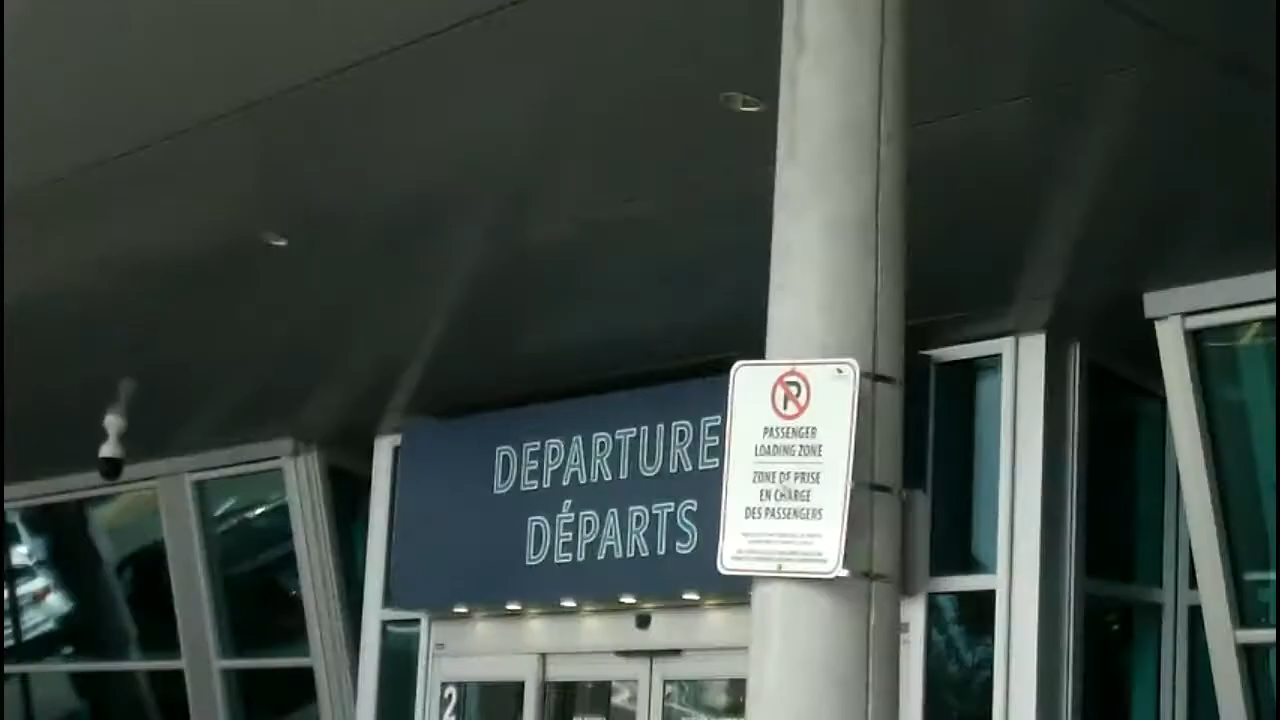 DEPARTURE
DÉPARTS
P
PASSENGER
LOADING ZONE
ZONE DE PRISE
EN CHARGE
DES PASSENGERS
2